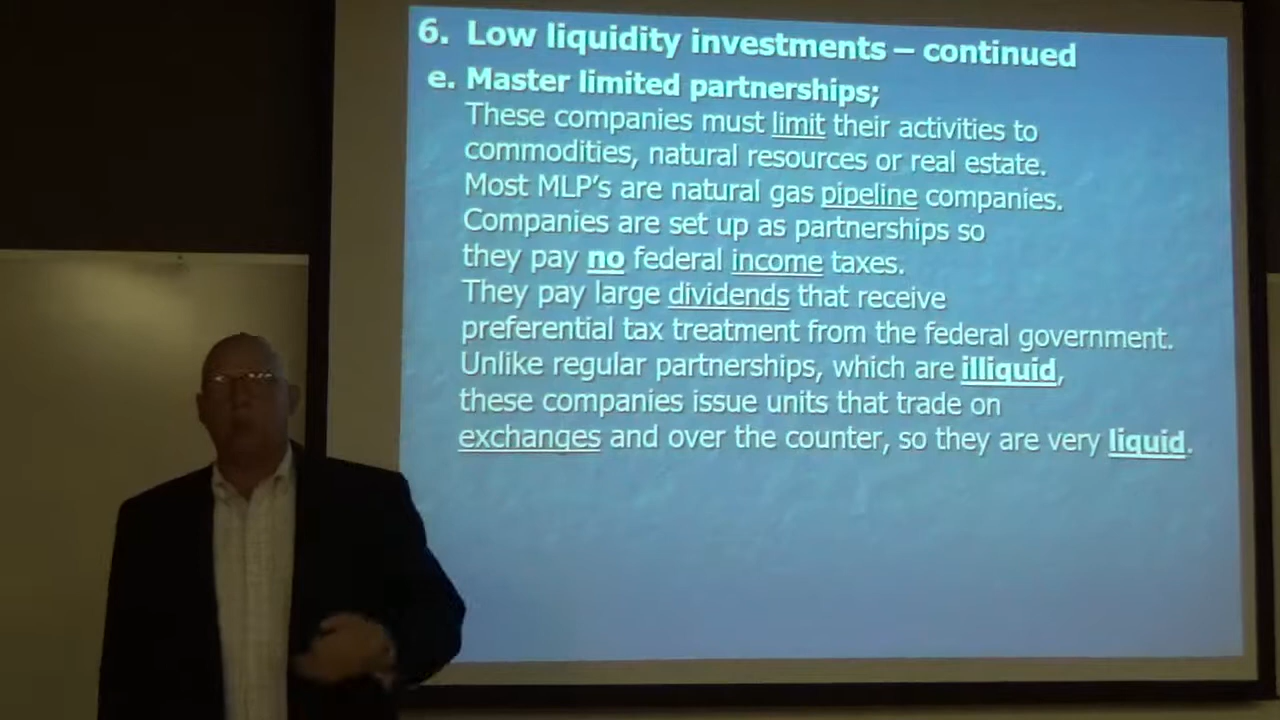 6. Low liquidity investments – continued
e. Master limited partnerships;
These companies must limit their activities to
commodities, natural resources or real estate.
Most MLP's are natural gas pipeline companies.
Companies are set up as partnerships so
they pay no federal income taxes.
They pay large dividends that receive
preferential tax treatment from the federal government.
Unlike regular partnerships, which are illiquid,
these companies issue units that trade on
exchanges and over the counter, so they are very liquid.